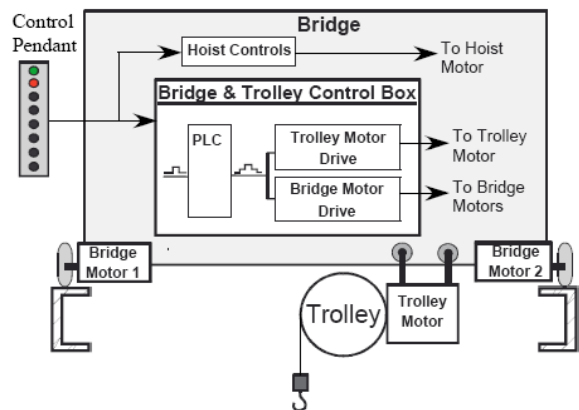 Control
Pendant
Bridge
Hoist Controls
To Hoist
Motor
Bridge & Trolley Control Box
PLC
Trolley Motor
Drive
To Trolley
Motor
Bridge Motor
Drive
To Bridge
Motors
Bridge
Motor 1
Bridge
Motor 2
Trolley
Trolley
Motor